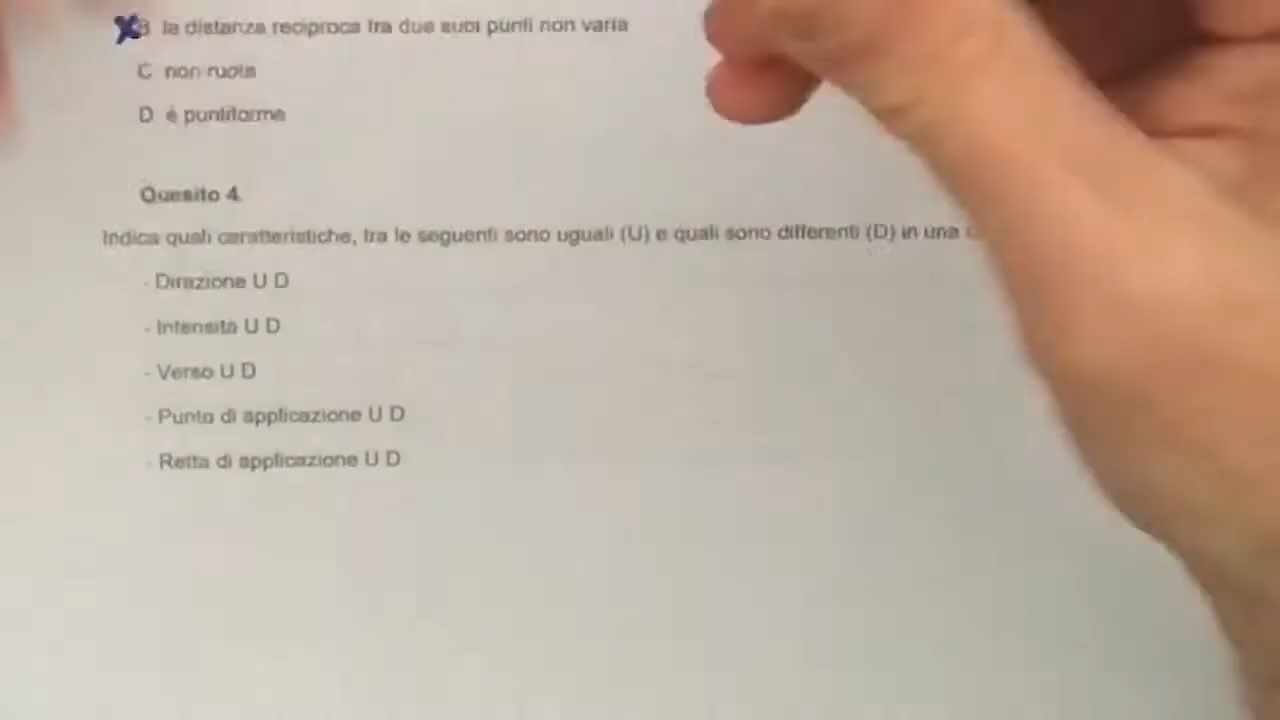 B la distanza reciproca tra due suoi punti non varia
C non ruota
D è puntiforme
Quesito 4
Indica quali caratteristiche, tra le seguenti sono uguali (U) e quali sono differenti (D) in una
- Direzione U D
- Intensità U D
- Verso U D
- Punto di applicazione U D
- Retta di applicazione U D